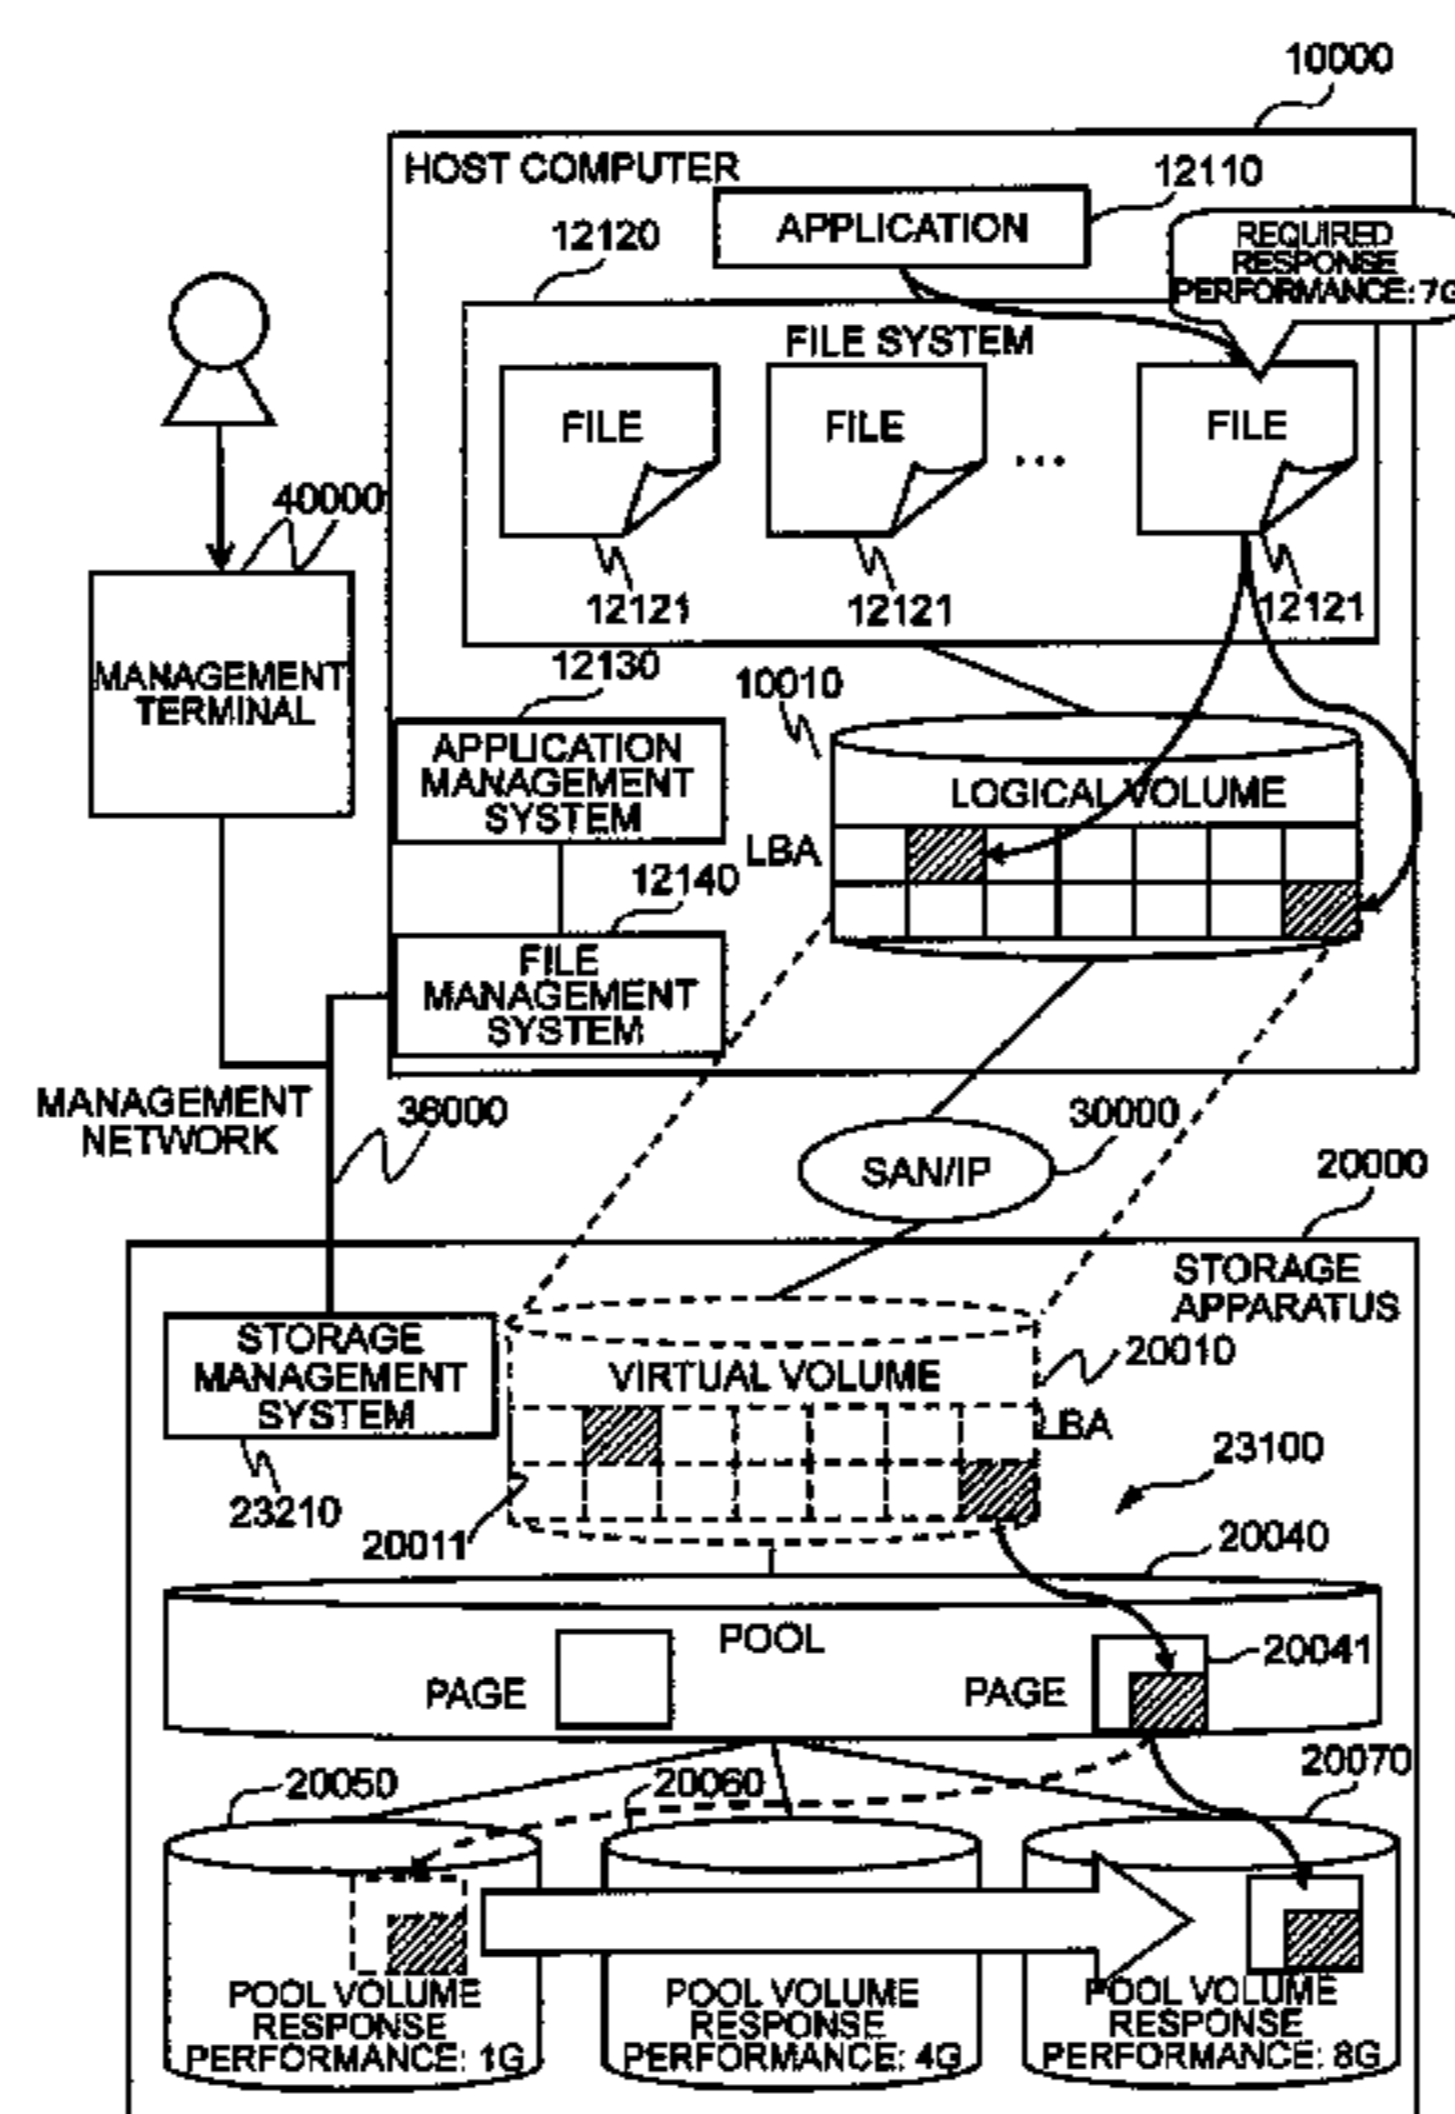 10000
HOST COMPUTER
12110
APPLICATION
12120
REQUIRED
RESPONSE
PERFORMANCE: 7G
FILE SYSTEM
FILE
FILE
...
FILE
40000
12121
12121
12121
MANAGEMENT
TERMINAL
12130
10010
APPLICATION
MANAGEMENT
SYSTEM
LOGICAL VOLUME
LBA
12140
FILE
MANAGEMENT
SYSTEM
MANAGEMENT
NETWORK
36000
30000
SAN/IP
20000
STORAGE
APPARATUS
STORAGE
MANAGEMENT
SYSTEM
20010
VIRTUAL VOLUME
LBA
23100
23210
20011
20040
POOL
20041
PAGE
PAGE
20050
20060
20070
POOL VOLUME
RESPONSE
PERFORMANCE: 1G
POOL VOLUME
RESPONSE
PERFORMANCE: 4G
POOL VOLUME
RESPONSE
PERFORMANCE: 8G